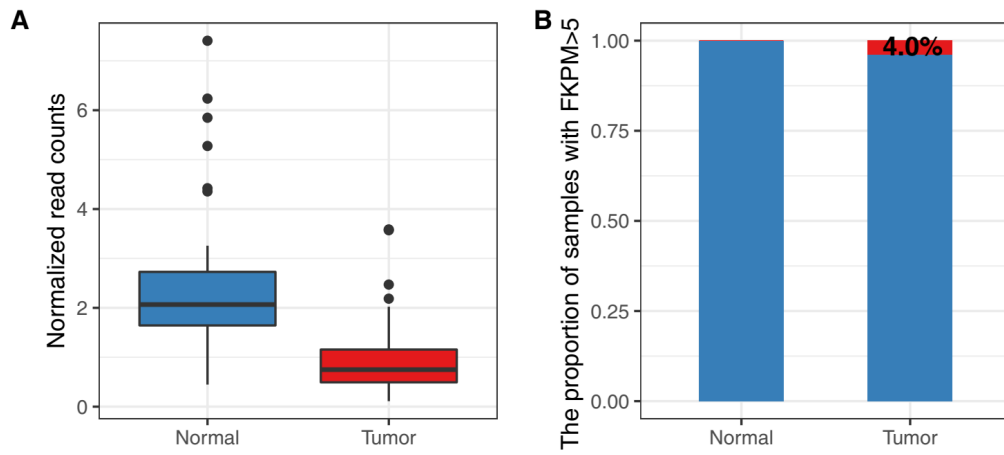 A
Normalized read counts
6
4
2
0
Normal
Tumor
B
The proportion of samples with FKPM>5
1.00
0.75
0.50
0.25
0.00
4.0%
Normal
Tumor